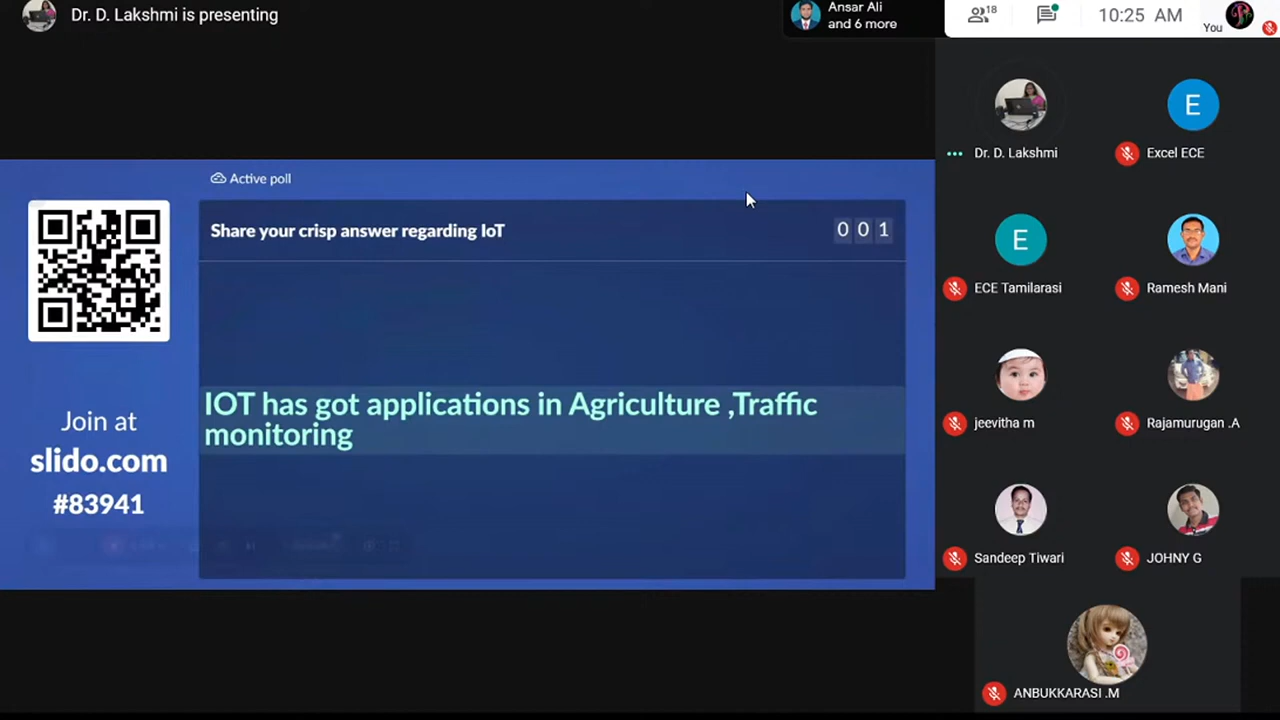 Dr. D. Lakshmi is presenting
Ansar Ali
and 6 more
18
10:25 AM
You
Active poll
Share your crisp answer regarding IoT
0 0 1
IOT has got applications in Agriculture ,Traffic
monitoring
Join at
slido.com
#83941
Dr. D. Lakshmi
E
Excel ECE
E
ECE Tamilarasi
Ramesh Mani
jeevitha m
Rajamurugan .A
Sandeep Tiwari
JOHNY G
ANBUKKARASI .M